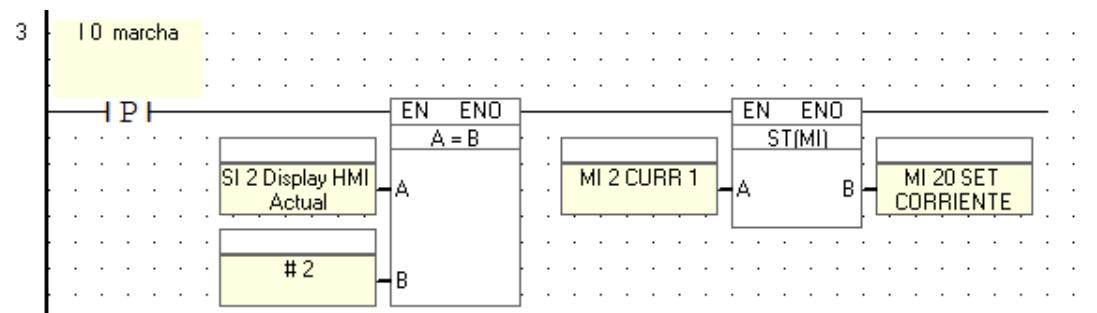 3
I 0 marcha
P
EN ENO
A = B
SI 2 Display HMI
Actual
A
# 2
B
EN ENO
ST(MI)
MI 2 CURR 1
A
B
MI 20 SET
CORRIENTE